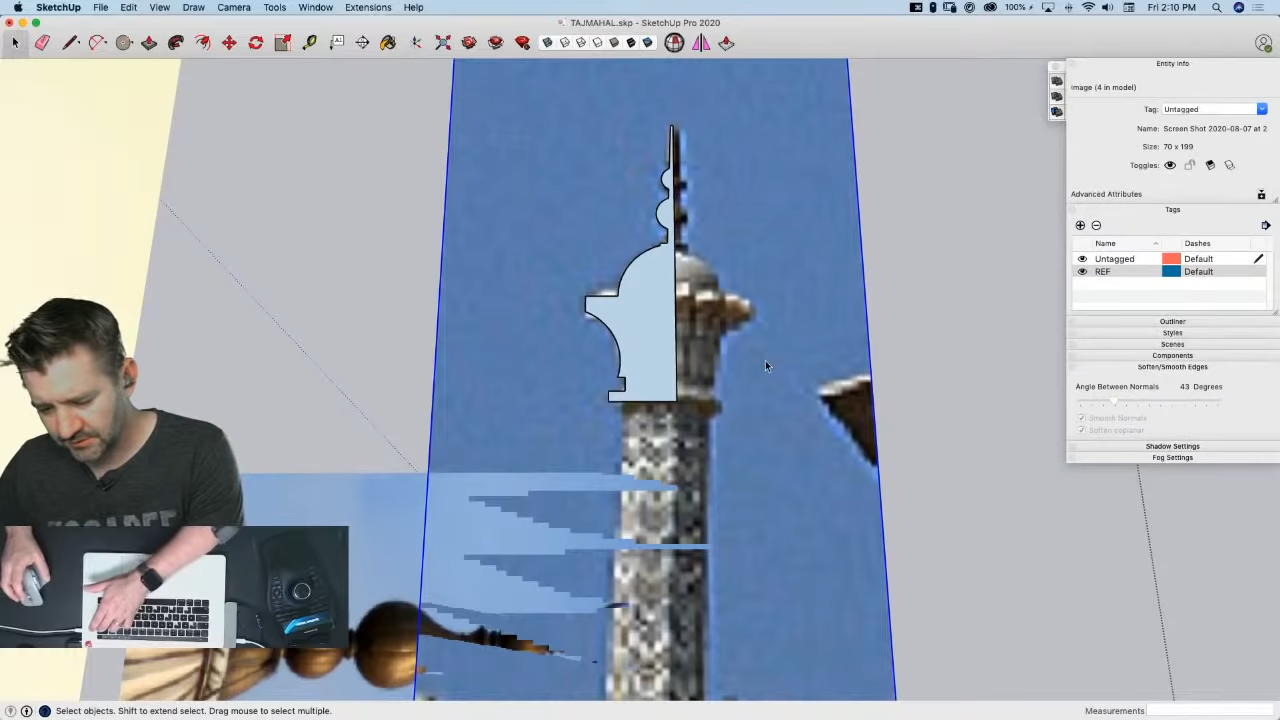 SketchUp File Edit View Draw Camera Tools Window Extensions Help 100% Fri 2:10 PM
TAJMAHAL.skp - SketchUp Pro 2020
Entity Info
Image (4 in model)
Tag: Untagged
Name: Screen Shot 2020-08-07 at 2
Size: 70 x 199
Toggles:
Advanced Attributes
Tags
Name Dashes
Untagged Default
REF Default
Outliner
Styles
Scenes
Components
Soften/Smooth Edges
Angle Between Normals 43 Degrees
Smooth Normals
Soften coplanar
Shadow Settings
Fog Settings
Select objects. Shift to extend select. Drag mouse to select multiple. Measurements